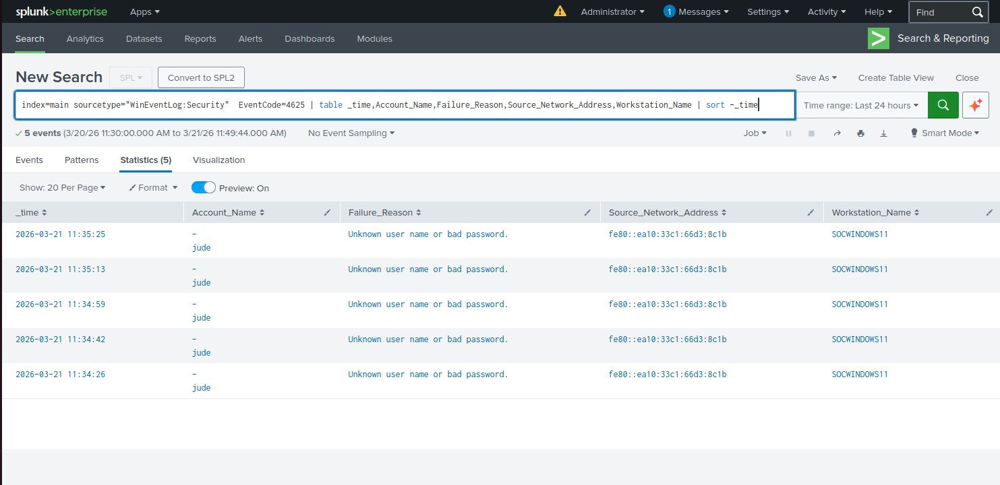 splunk>enterprise Apps Administrator 1 Messages Settings Activity Help Find
Search Analytics Datasets Reports Alerts Dashboards Modules Search & Reporting
New Search SPL Convert to SPL2 Save As Create Table View Close
index=main sourcetype="WinEventLog:Security"  EventCode=4625 | table _time,Account_Name,Failure_Reason,Source_Network_Address,Workstation_Name | sort -_time Time range: Last 24 hours
5 events (3/20/26 11:30:00.000 AM to 3/21/26 11:49:44.000 AM) No Event Sampling Job Smart Mode
Events Patterns Statistics (5) Visualization
Show: 20 Per Page Format Preview: On
_time Account_Name Failure_Reason Source_Network_Address Workstation_Name
2026-03-21 11:35:25 - Unknown user name or bad password. fe80::ea10:33c1:66d3:8c1b SOCWINDOWS11
jude
2026-03-21 11:35:13 - Unknown user name or bad password. fe80::ea10:33c1:66d3:8c1b SOCWINDOWS11
jude
2026-03-21 11:34:59 - Unknown user name or bad password. fe80::ea10:33c1:66d3:8c1b SOCWINDOWS11
jude
2026-03-21 11:34:42 - Unknown user name or bad password. fe80::ea10:33c1:66d3:8c1b SOCWINDOWS11
jude
2026-03-21 11:34:26 - Unknown user name or bad password. fe80::ea10:33c1:66d3:8c1b SOCWINDOWS11
jude